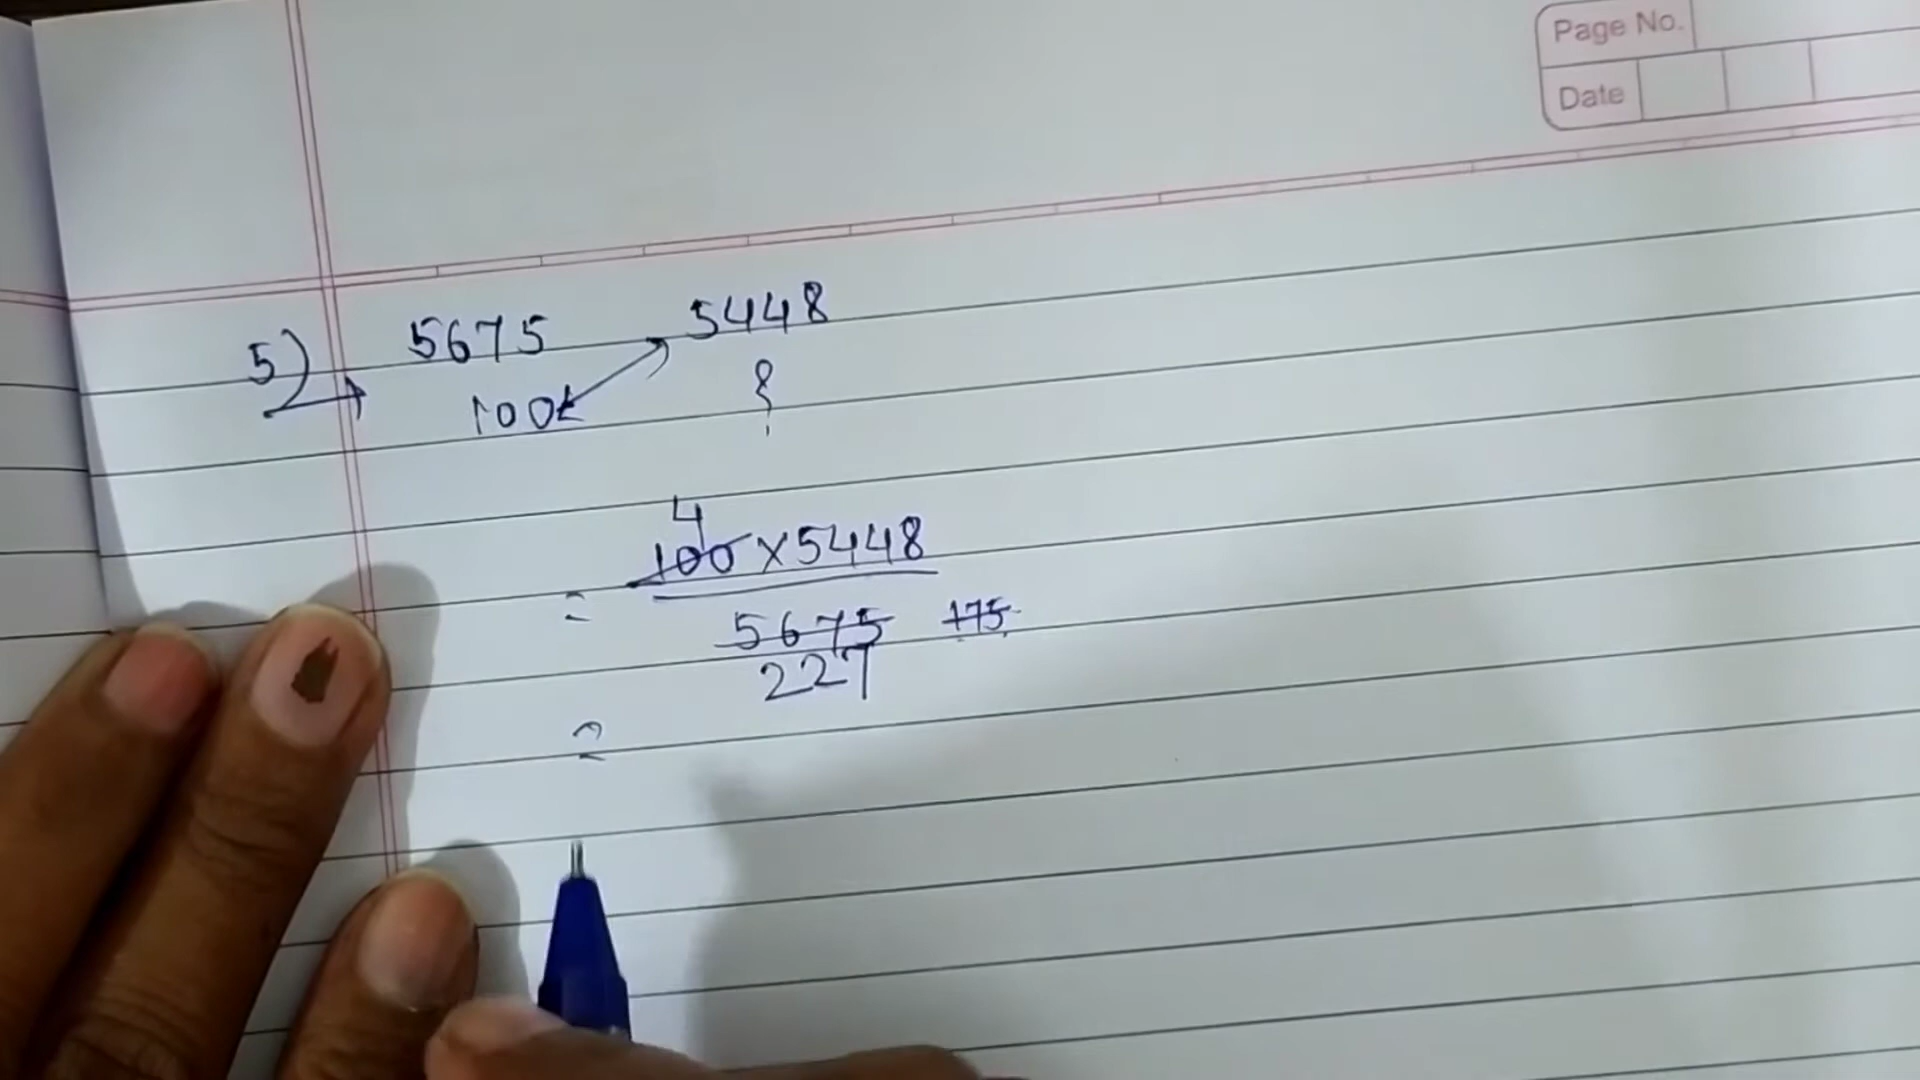 Page No.
Date
5) 5675 5448
100 ?
4
= 100 × 5448
5675 175
227
=